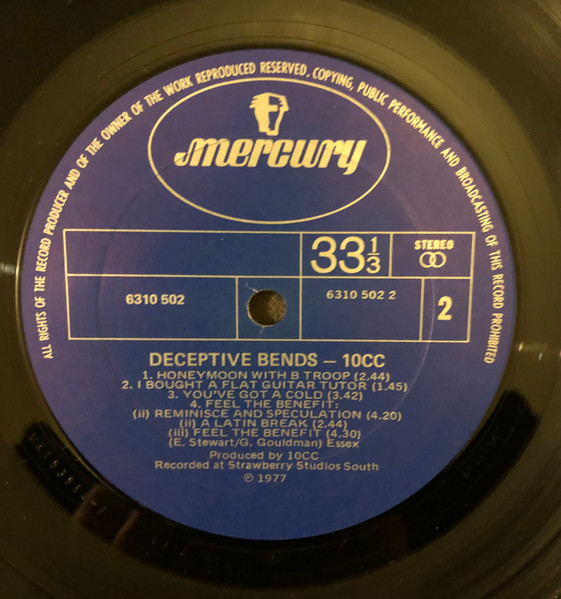 ALL RIGHTS OF THE RECORD PRODUCER AND OF THE OWNER OF THE WORK REPRODUCED RESERVED, COPYING, PUBLIC PERFORMANCE AND BROADCASTING OF THIS RECORD PROHIBITED
mercury
33 1/3
STEREO
6310 502
6310 502 2
2
DECEPTIVE BENDS – 10CC
1. HONEYMOON WITH B TROOP (2.44)
2. I BOUGHT A FLAT GUITAR TUTOR (1.45)
3. YOU'VE GOT A COLD (3.42)
4. FEEL THE BENEFIT:
(ii) REMINISCE AND SPECULATION (4.20)
(ii) A LATIN BREAK (2.44)
(iii) FEEL THE BENEFIT (4.30)
(E. Stewart/G. Gouldman) Essex
Produced by 10CC
Recorded at Strawberry Studios South
℗ 1977